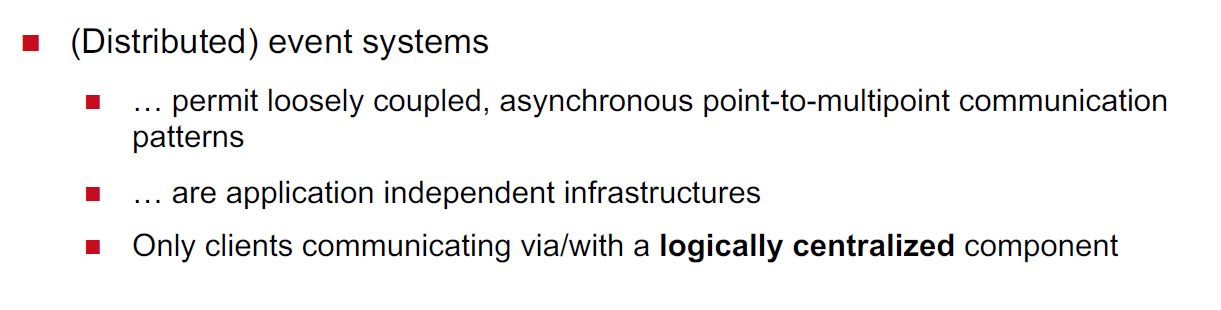 (Distributed) event systems
… permit loosely coupled, asynchronous point-to-multipoint communication
patterns
… are application independent infrastructures
Only clients communicating via/with a logically centralized component